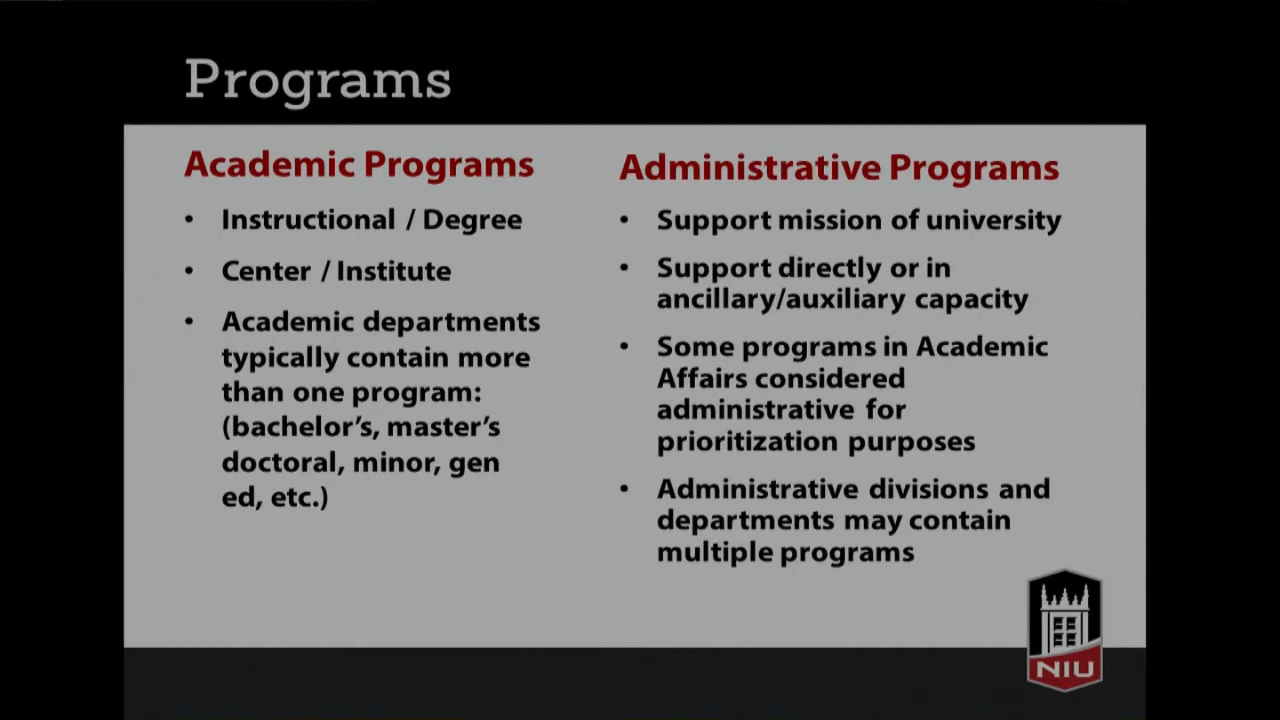 Programs
Academic Programs
• Instructional / Degree
• Center / Institute
• Academic departments
typically contain more
than one program:
(bachelor's, master's
doctoral, minor, gen
ed, etc.)
Administrative Programs
• Support mission of university
• Support directly or in
ancillary/auxiliary capacity
• Some programs in Academic
Affairs considered
administrative for
prioritization purposes
• Administrative divisions and
departments may contain
multiple programs
NIU